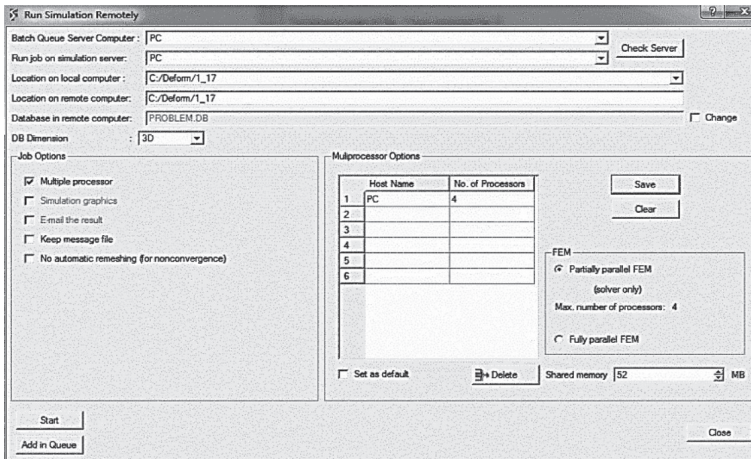 Run Simulation Remotely
Batch Queue Server Computer : PC
Check Server
Run job on simulation server: PC
Location on local computer : C:/Deform/1_17
Location on remote computer: C:/Deform/1_17
Database in remote computer: PROBLEM.DB
Change
DB Dimension : 3D
Job Options
Multiple processor
Simulation graphics
E-mail the result
Keep message file
No automatic remeshing (for nonconvergence)
Muliprocessor Options
Host Name No. of Processors
1 PC 4
2
3
4
5
6
Save
Clear
FEM
Partially parallel FEM
(solver only)
Max. number of processors: 4
Fully parallel FEM
Set as default
Delete
Shared memory 52 MB
Start
Add in Queue
Close